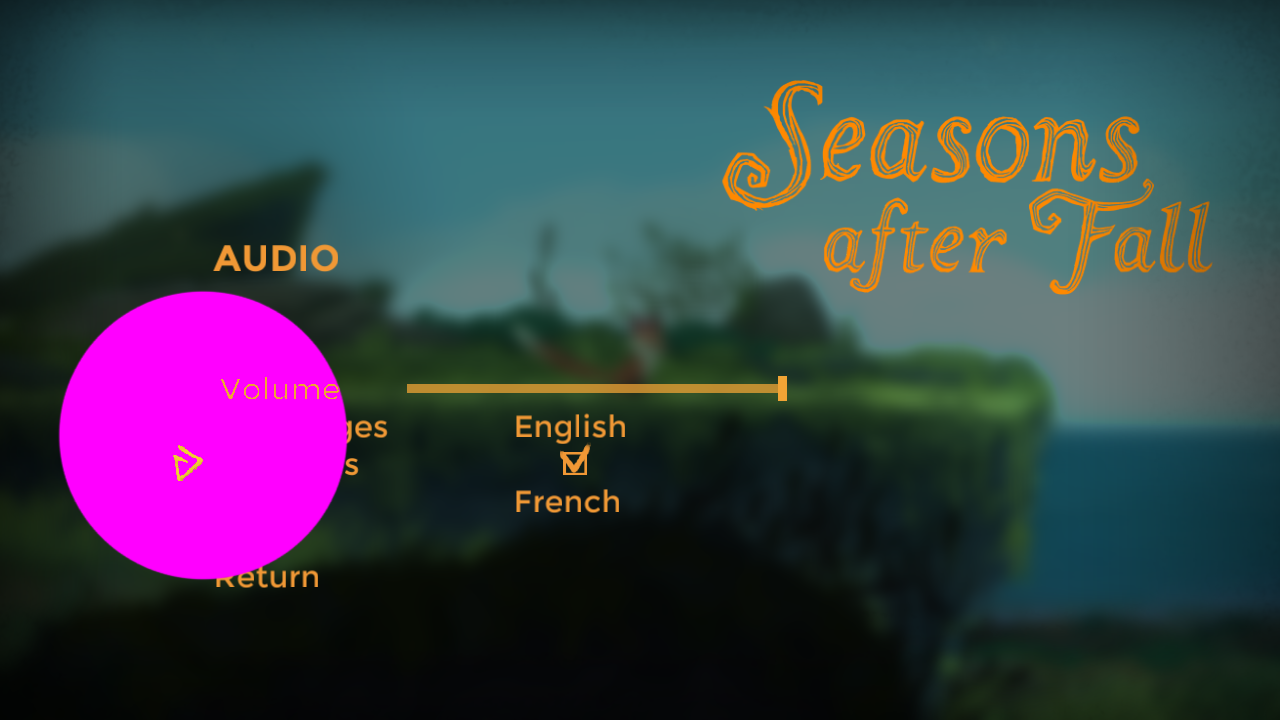 Seasons
after Fall
AUDIO
Volume
English
French
Return